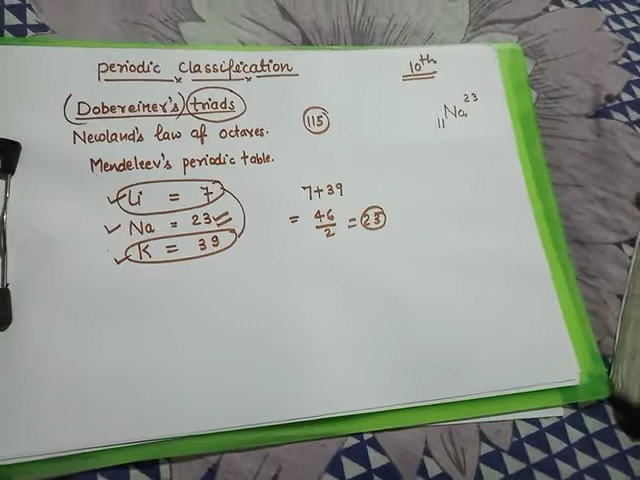 periodic Classification
10th
(Dobereiner's) triads
Newland's law of octaves.
115
11Na23
Mendeleev's periodic table.
Li = 7
Na = 23
K = 39
7+39
= 46/2 = 23